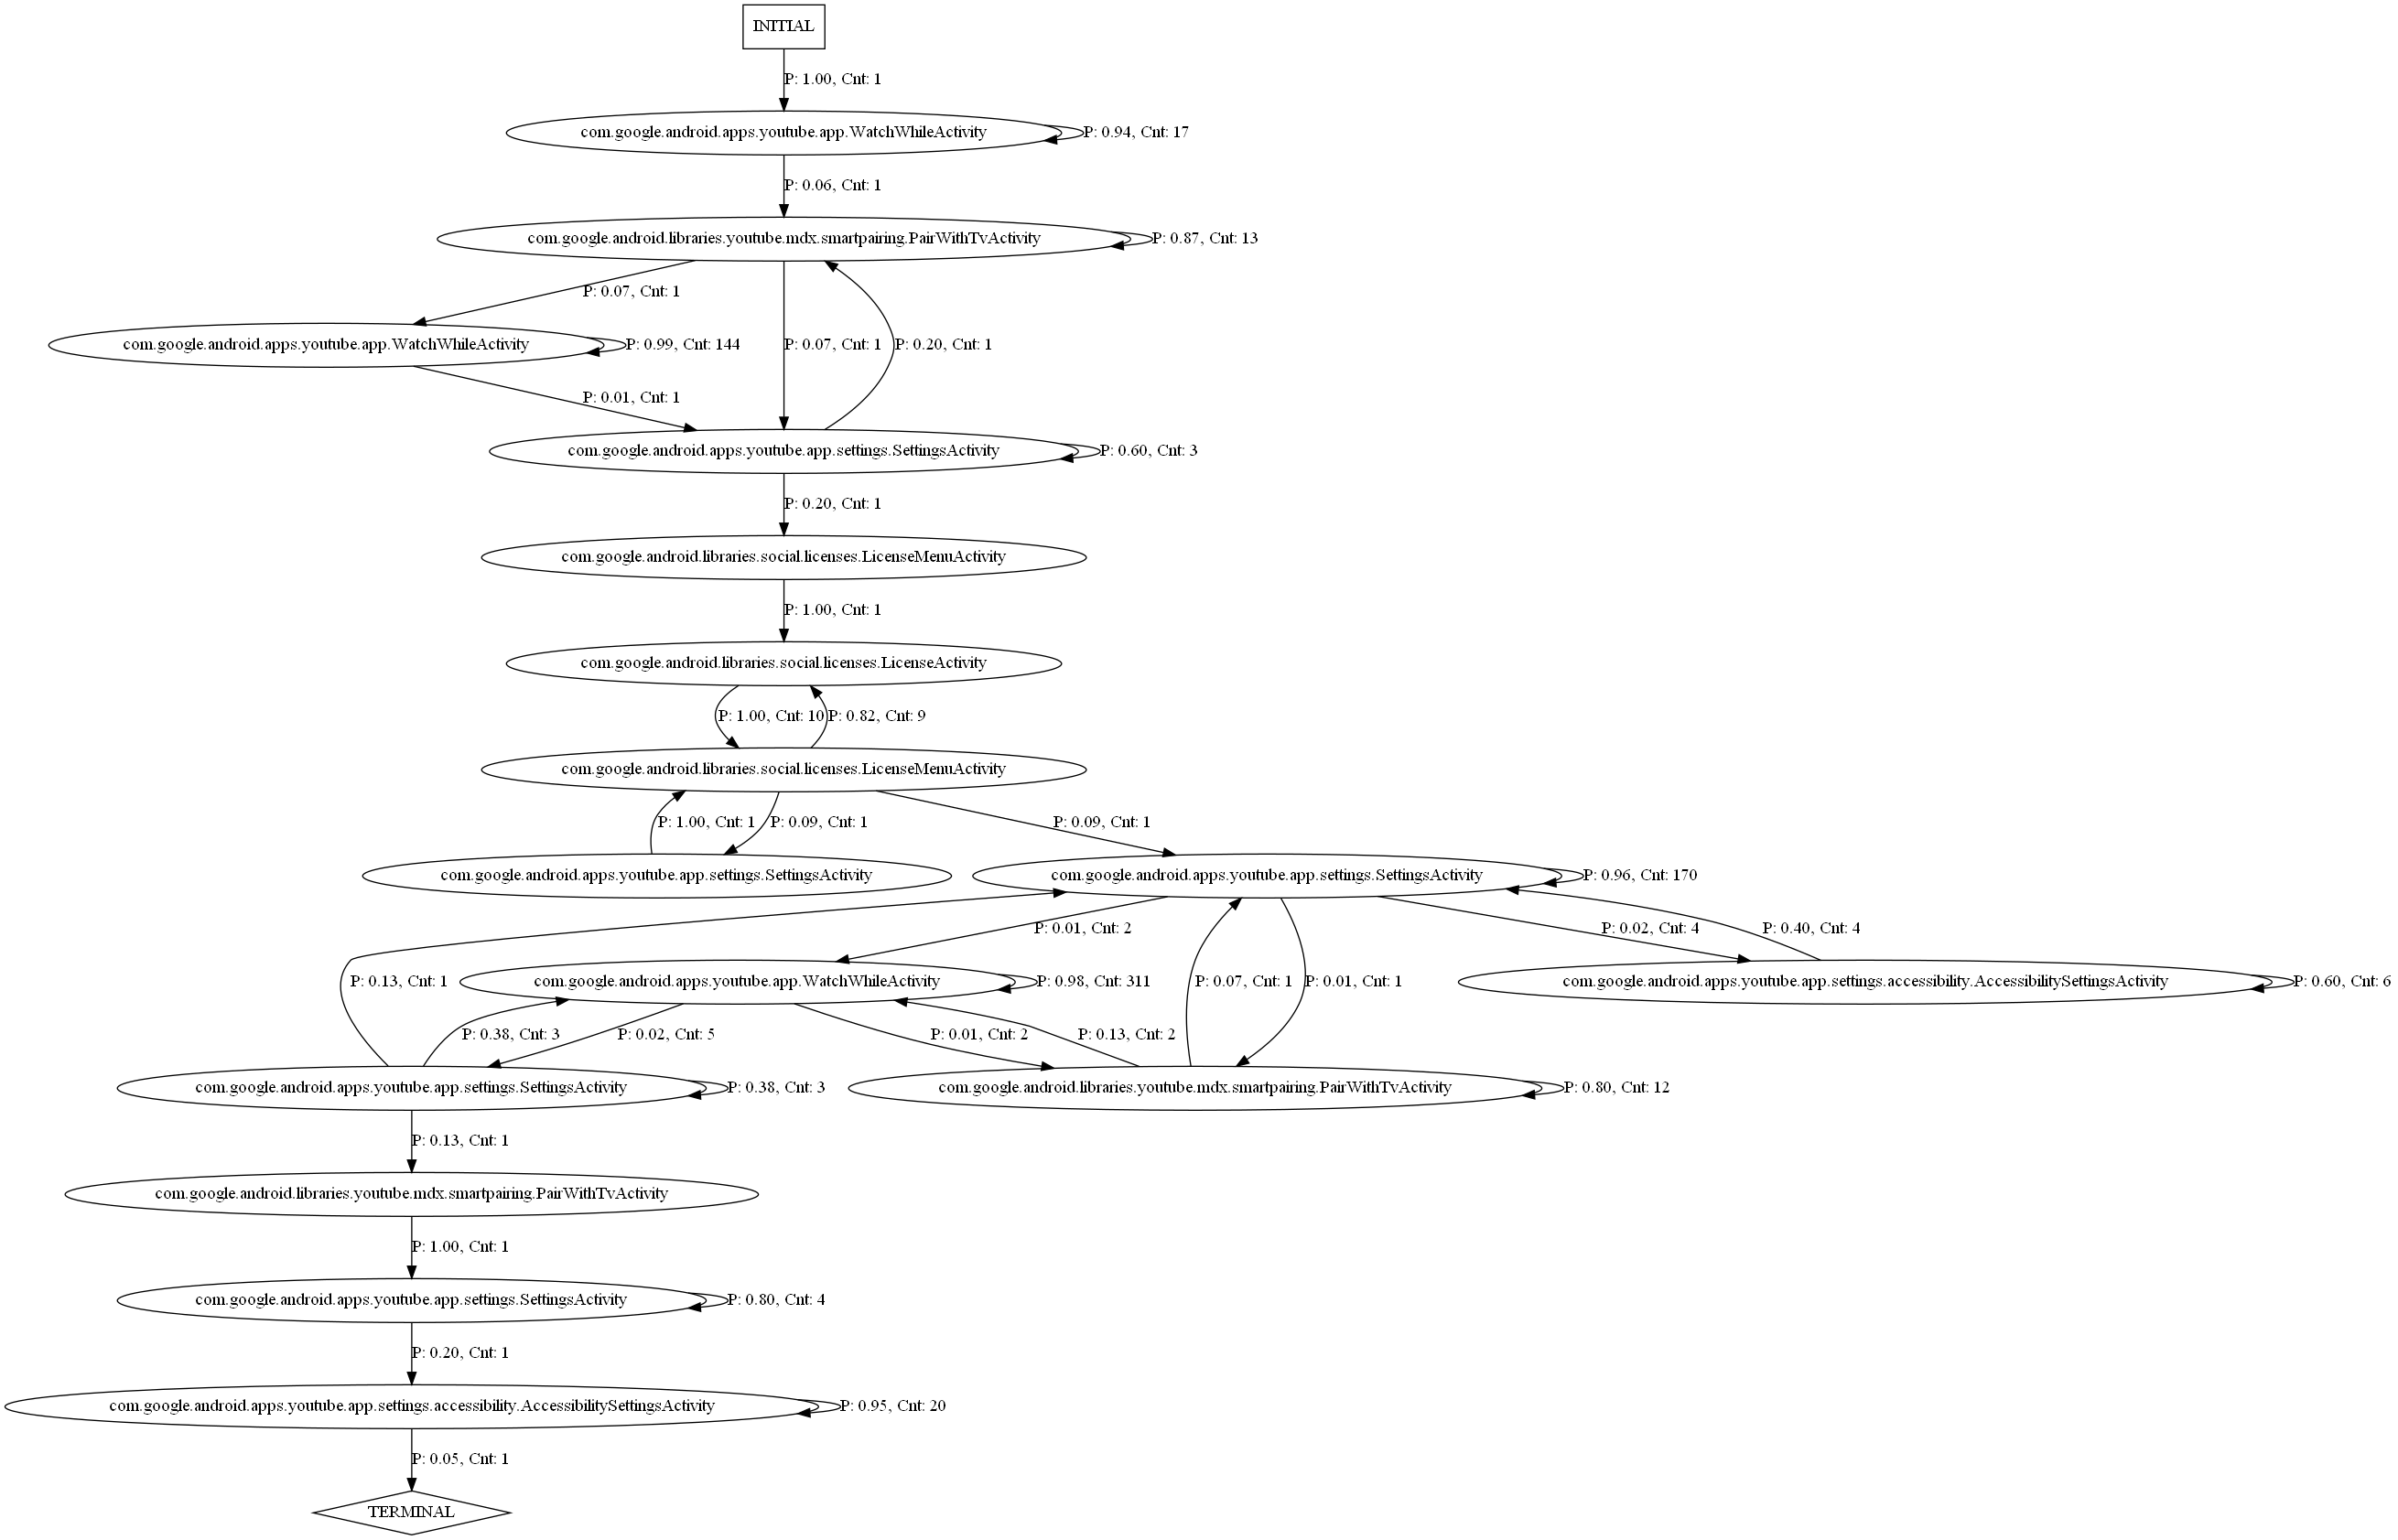 INITIAL
P: 1.00, Cnt: 1
com.google.android.apps.youtube.app.WatchWhileActivity
P: 0.94, Cnt: 17
P: 0.06, Cnt: 1
com.google.android.libraries.youtube.mdx.smartpairing.PairWithTvActivity
P: 0.87, Cnt: 13
P: 0.07, Cnt: 1
com.google.android.apps.youtube.app.WatchWhileActivity
P: 0.99, Cnt: 144
P: 0.07, Cnt: 1
P: 0.20, Cnt: 1
P: 0.01, Cnt: 1
com.google.android.apps.youtube.app.settings.SettingsActivity
P: 0.60, Cnt: 3
P: 0.20, Cnt: 1
com.google.android.libraries.social.licenses.LicenseMenuActivity
P: 1.00, Cnt: 1
com.google.android.libraries.social.licenses.LicenseActivity
P: 1.00, Cnt: 10
P: 0.82, Cnt: 9
com.google.android.libraries.social.licenses.LicenseMenuActivity
P: 1.00, Cnt: 1
P: 0.09, Cnt: 1
P: 0.09, Cnt: 1
com.google.android.apps.youtube.app.settings.SettingsActivity
com.google.android.apps.youtube.app.settings.SettingsActivity
P: 0.96, Cnt: 170
P: 0.01, Cnt: 2
P: 0.02, Cnt: 4
P: 0.40, Cnt: 4
P: 0.13, Cnt: 1
com.google.android.apps.youtube.app.WatchWhileActivity
P: 0.98, Cnt: 311
P: 0.07, Cnt: 1
P: 0.01, Cnt: 1
com.google.android.apps.youtube.app.settings.accessibility.AccessibilitySettingsActivity
P: 0.60, Cnt: 6
P: 0.38, Cnt: 3
P: 0.02, Cnt: 5
P: 0.01, Cnt: 2
P: 0.13, Cnt: 2
com.google.android.apps.youtube.app.settings.SettingsActivity
P: 0.38, Cnt: 3
com.google.android.libraries.youtube.mdx.smartpairing.PairWithTvActivity
P: 0.80, Cnt: 12
P: 0.13, Cnt: 1
com.google.android.libraries.youtube.mdx.smartpairing.PairWithTvActivity
P: 1.00, Cnt: 1
com.google.android.apps.youtube.app.settings.SettingsActivity
P: 0.80, Cnt: 4
P: 0.20, Cnt: 1
com.google.android.apps.youtube.app.settings.accessibility.AccessibilitySettingsActivity
P: 0.95, Cnt: 20
P: 0.05, Cnt: 1
TERMINAL